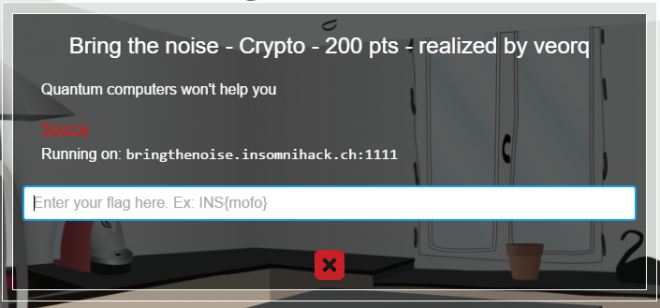 Bring the noise - Crypto - 200 pts - realized by veorq
Quantum computers won't help you
Source
Running on: bringthenoise.insomnihack.ch:1111
Enter your flag here. Ex: INS{mofo}